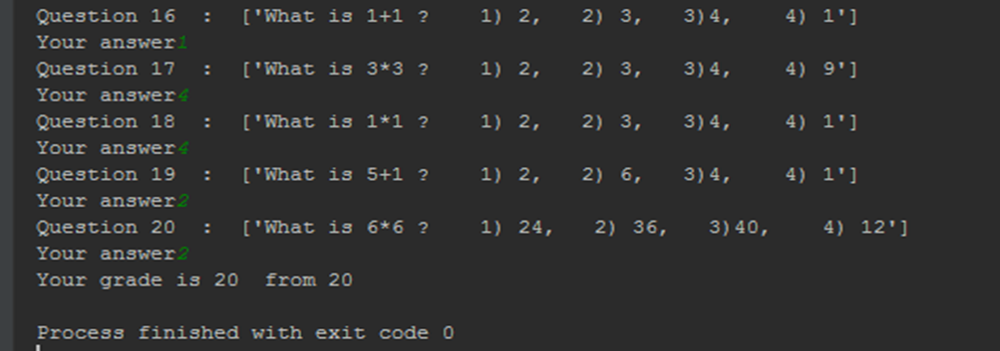 Question 16  :  ['What is 1+1 ?    1) 2,    2) 3,    3)4,     4) 1']
Your answer1
Question 17  :  ['What is 3*3 ?    1) 2,    2) 3,    3)4,     4) 9']
Your answer4
Question 18  :  ['What is 1*1 ?    1) 2,    2) 3,    3)4,     4) 1']
Your answer4
Question 19  :  ['What is 5+1 ?    1) 2,    2) 6,    3)4,     4) 1']
Your answer2
Question 20  :  ['What is 6*6 ?    1) 24,    2) 36,    3)40,     4) 12']
Your answer2
Your grade is 20  from 20
Process finished with exit code 0